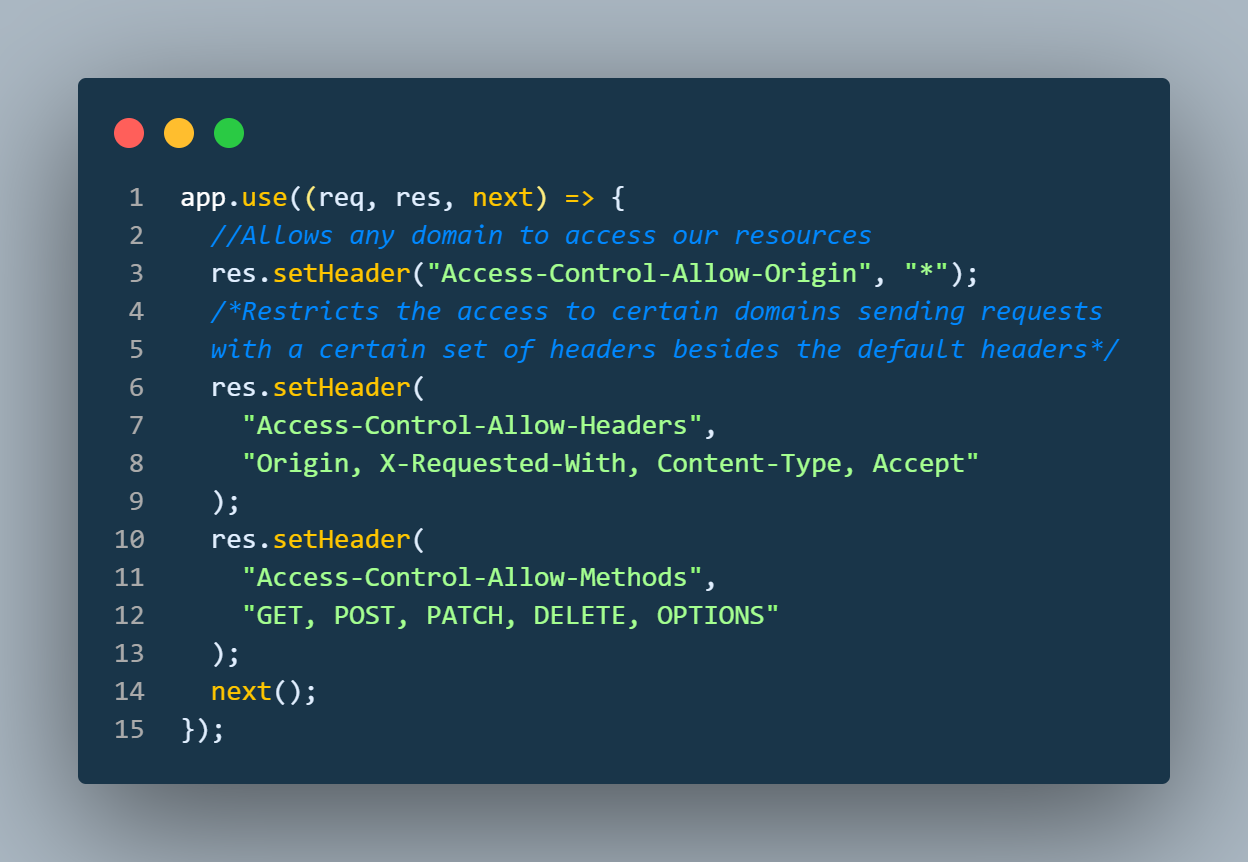 1 app.use((req, res, next) => {
2 //Allows any domain to access our resources
3 res.setHeader("Access-Control-Allow-Origin", "*");
4 /*Restricts the access to certain domains sending requests
5 with a certain set of headers besides the default headers*/
6 res.setHeader(
7 "Access-Control-Allow-Headers",
8 "Origin, X-Requested-With, Content-Type, Accept"
9 );
10 res.setHeader(
11 "Access-Control-Allow-Methods",
12 "GET, POST, PATCH, DELETE, OPTIONS"
13 );
14 next();
15 });